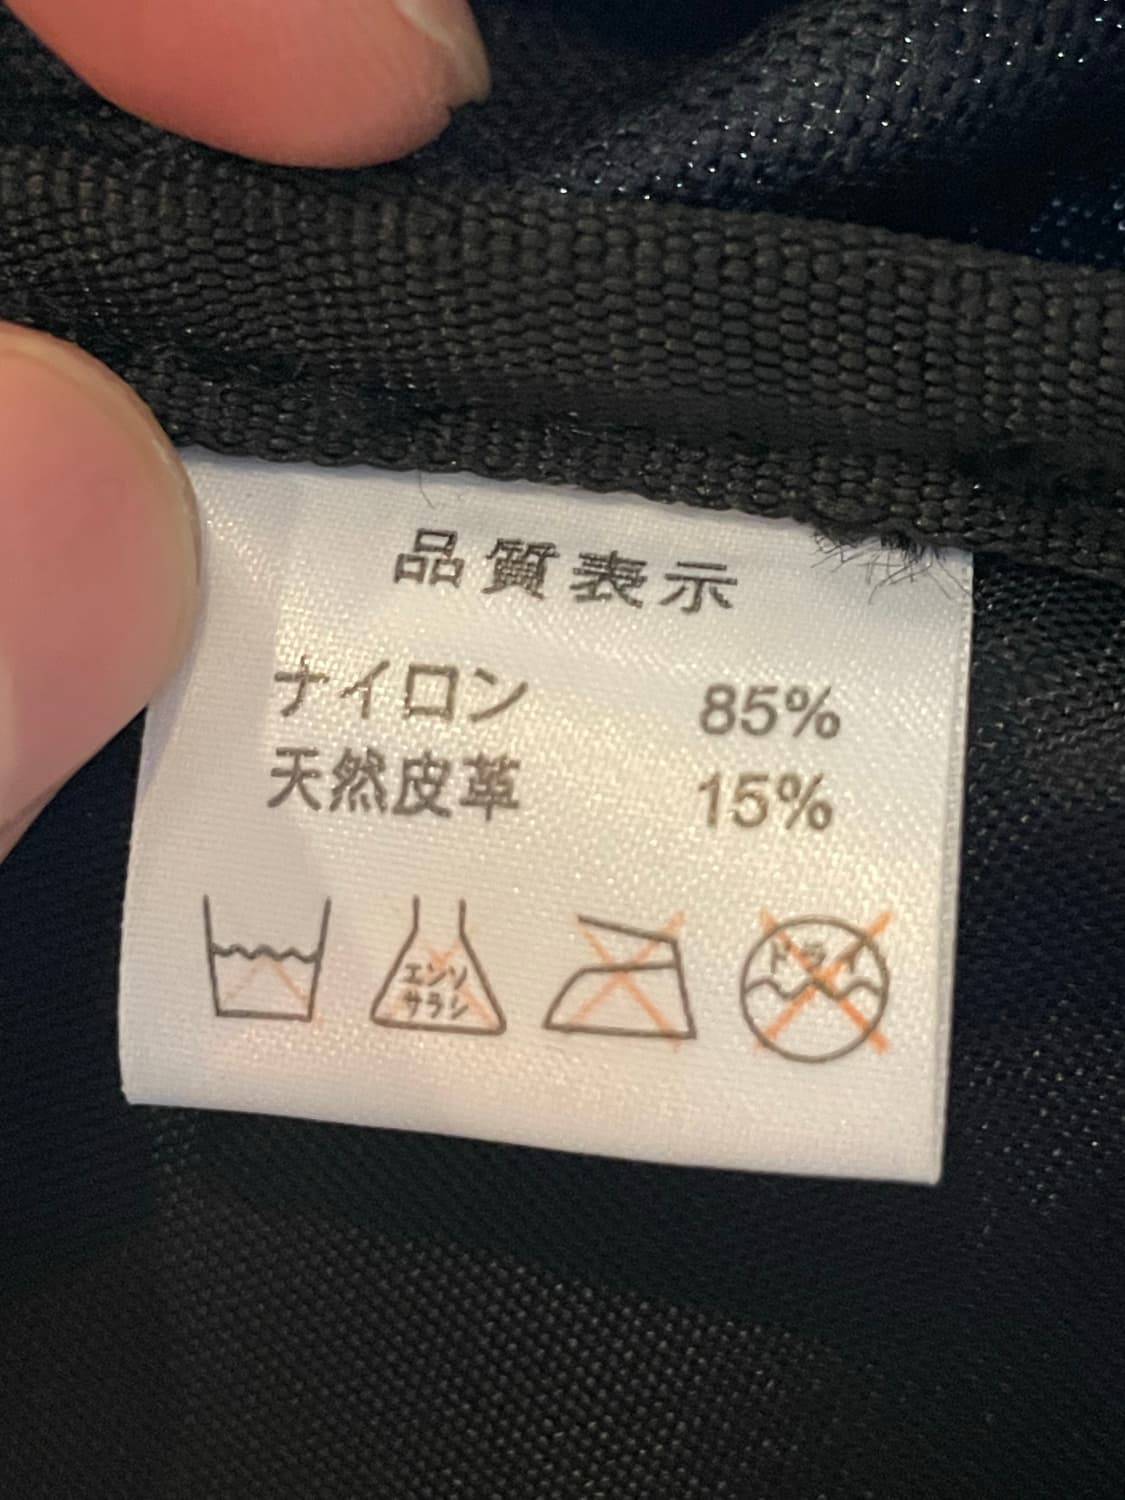 品質表示
ナイロン 85%
天然皮革 15%
エンソ
サラシ
ドライ